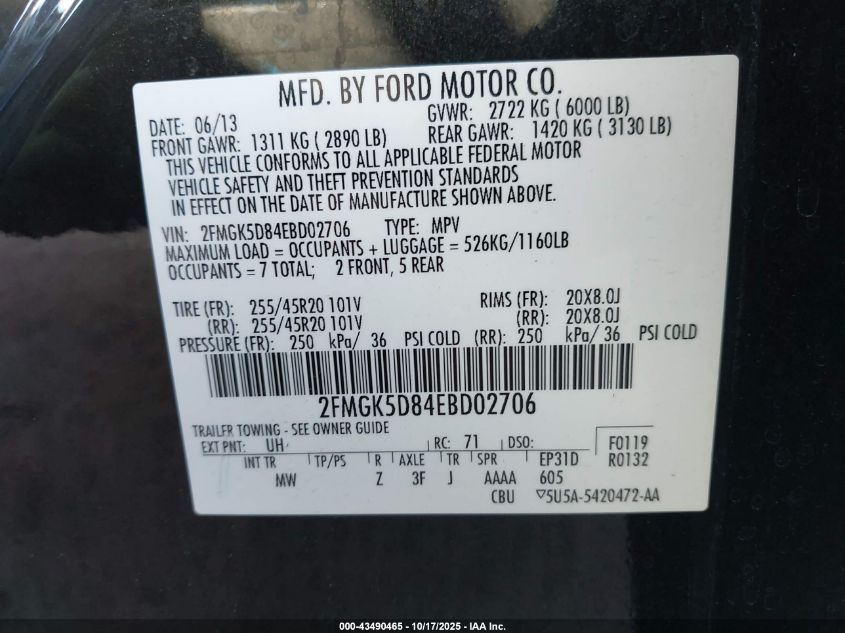 MFD. BY FORD MOTOR CO.
DATE: 06/13 GVWR: 2722 KG ( 6000 LB)
FRONT GAWR: 1311 KG ( 2890 LB) REAR GAWR: 1420 KG ( 3130 LB)
THIS VEHICLE CONFORMS TO ALL APPLICABLE FEDERAL MOTOR
VEHICLE SAFETY AND THEFT PREVENTION STANDARDS
IN EFFECT ON THE DATE OF MANUFACTURE SHOWN ABOVE.
VIN: 2FMGK5D84EBD02706 TYPE: MPV
MAXIMUM LOAD = OCCUPANTS + LUGGAGE = 526KG/1160LB
OCCUPANTS = 7 TOTAL; 2 FRONT, 5 REAR
TIRE (FR): 255/45R20 101V RIMS (FR): 20X8.0J
(RR): 255/45R20 101V (RR): 20X8.0J
PRESSURE (FR): 250 kPa/ 36 PSI COLD (RR): 250 kPa/ 36 PSI COLD
2FMGK5D84EBD02706
TRAILER TOWING - SEE OWNER GUIDE
EXT PNT: UH RC: 71 DSO: F0119
INT TR TP/PS R AXLE TR SPR EP31D R0132
MW Z 3F J AAAA 605
CBU ▽5U5A-5420472-AA
000-43490465 - 10/17/2025 - IAA Inc.